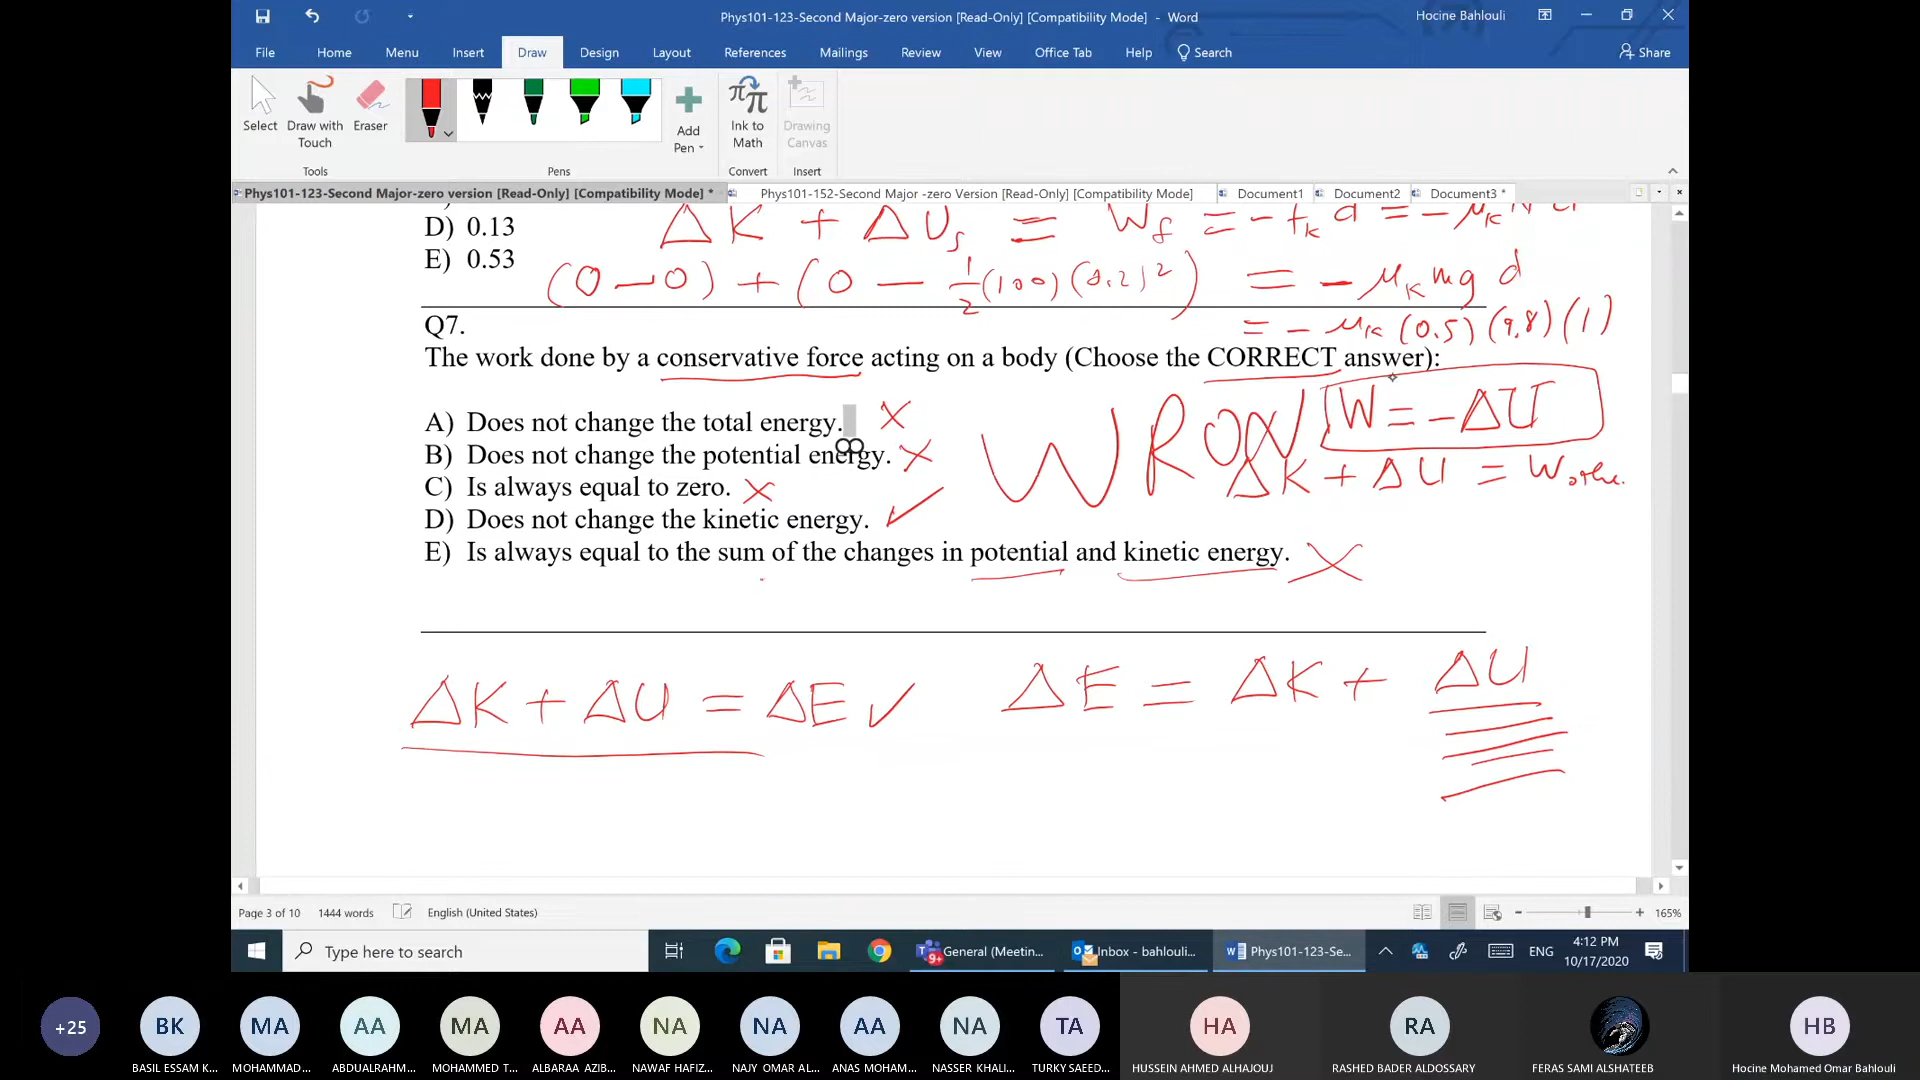 Phys101-123-Second Major-zero version [Read-Only] [Compatibility Mode] - Word
Hocine Bahlouli
File Home Menu Insert Draw Design Layout References Mailings Review View Office Tab Help Search Share
Select
Draw with Touch
Eraser
Add Pen
Ink to Math
Drawing Canvas
Tools Pens Convert Insert
Phys101-123-Second Major-zero version [Read-Only] [Compatibility Mode] *
Phys101-152-Second Major -zero Version [Read-Only] [Compatibility Mode]
Document1
Document2
Document3 *
D) 0.13
ΔK + ΔUs = Wf = -fk d = -μk N d
E) 0.53
(0-0) + (0 - 1/2 (100) (0.2)²) = -μk mg d
Q7.
= -μk (0.5) (9.8) (1)
The work done by a conservative force acting on a body (Choose the CORRECT answer):
W = -ΔU
A) Does not change the total energy. X
WRON
B) Does not change the potential energy. X
ΔK + ΔU = Wothe.
C) Is always equal to zero. X
D) Does not change the kinetic energy. ✓
E) Is always equal to the sum of the changes in potential and kinetic energy. X
ΔK + ΔU = ΔE ✓
ΔE = ΔK + ΔU
Page 3 of 10 1444 words English (United States) 165%
Type here to search
9+
General (Meetin...
Inbox - bahlouli...
Phys101-123-Se...
ENG
4:12 PM
10/17/2020
+25 BK MA AA MA AA NA NA AA NA TA HA RA HB
BASIL ESSAM K...
MOHAMMAD...
ABDUALRAHM...
MOHAMMED T...
ALBARAA AZIB...
NAWAF HAFIZ...
NAJY OMAR AL...
ANAS MOHAM...
NASSER KHALI...
TURKY SAEED...
HUSSEIN AHMED ALHAJOUJ
RASHED BADER ALDOSSARY
FERAS SAMI ALSHATEEB
Hocine Mohamed Omar Bahlouli